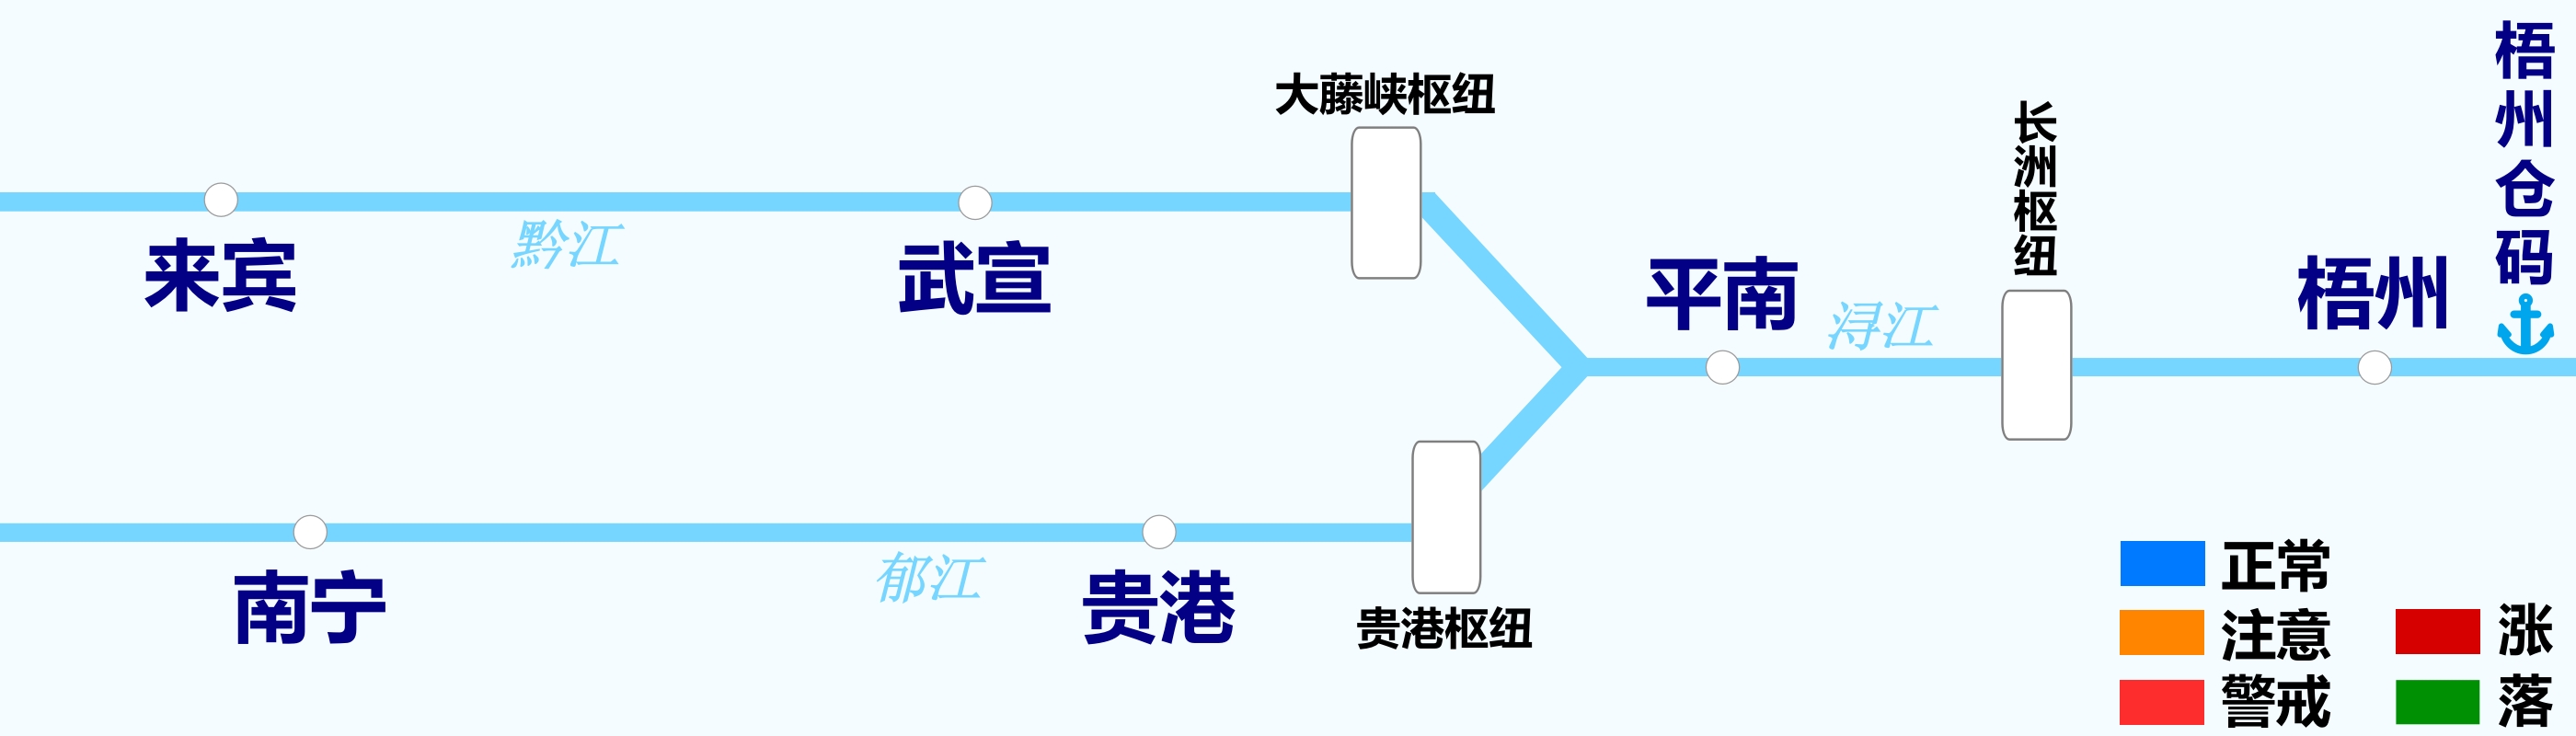 大藤峡枢纽
来宾
黔江
武宣
平南
浔江
长洲枢纽
梧州
梧州仓码
南宁
郁江
贵港
贵港枢纽
正常
注意
涨
警戒
落